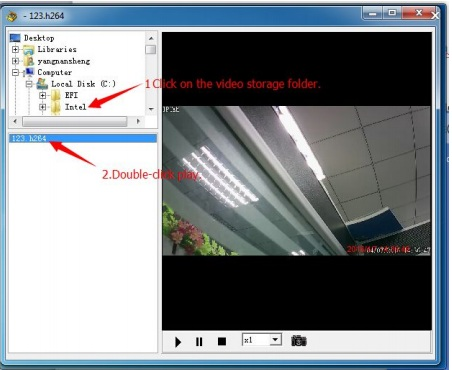 - 123.h264
Desktop
Libraries
yangnansheng
Computer
Local Disk (C:)
EFI
Intel
1 Click on the video storage folder.
123.h264
2.Double-click play.
x1